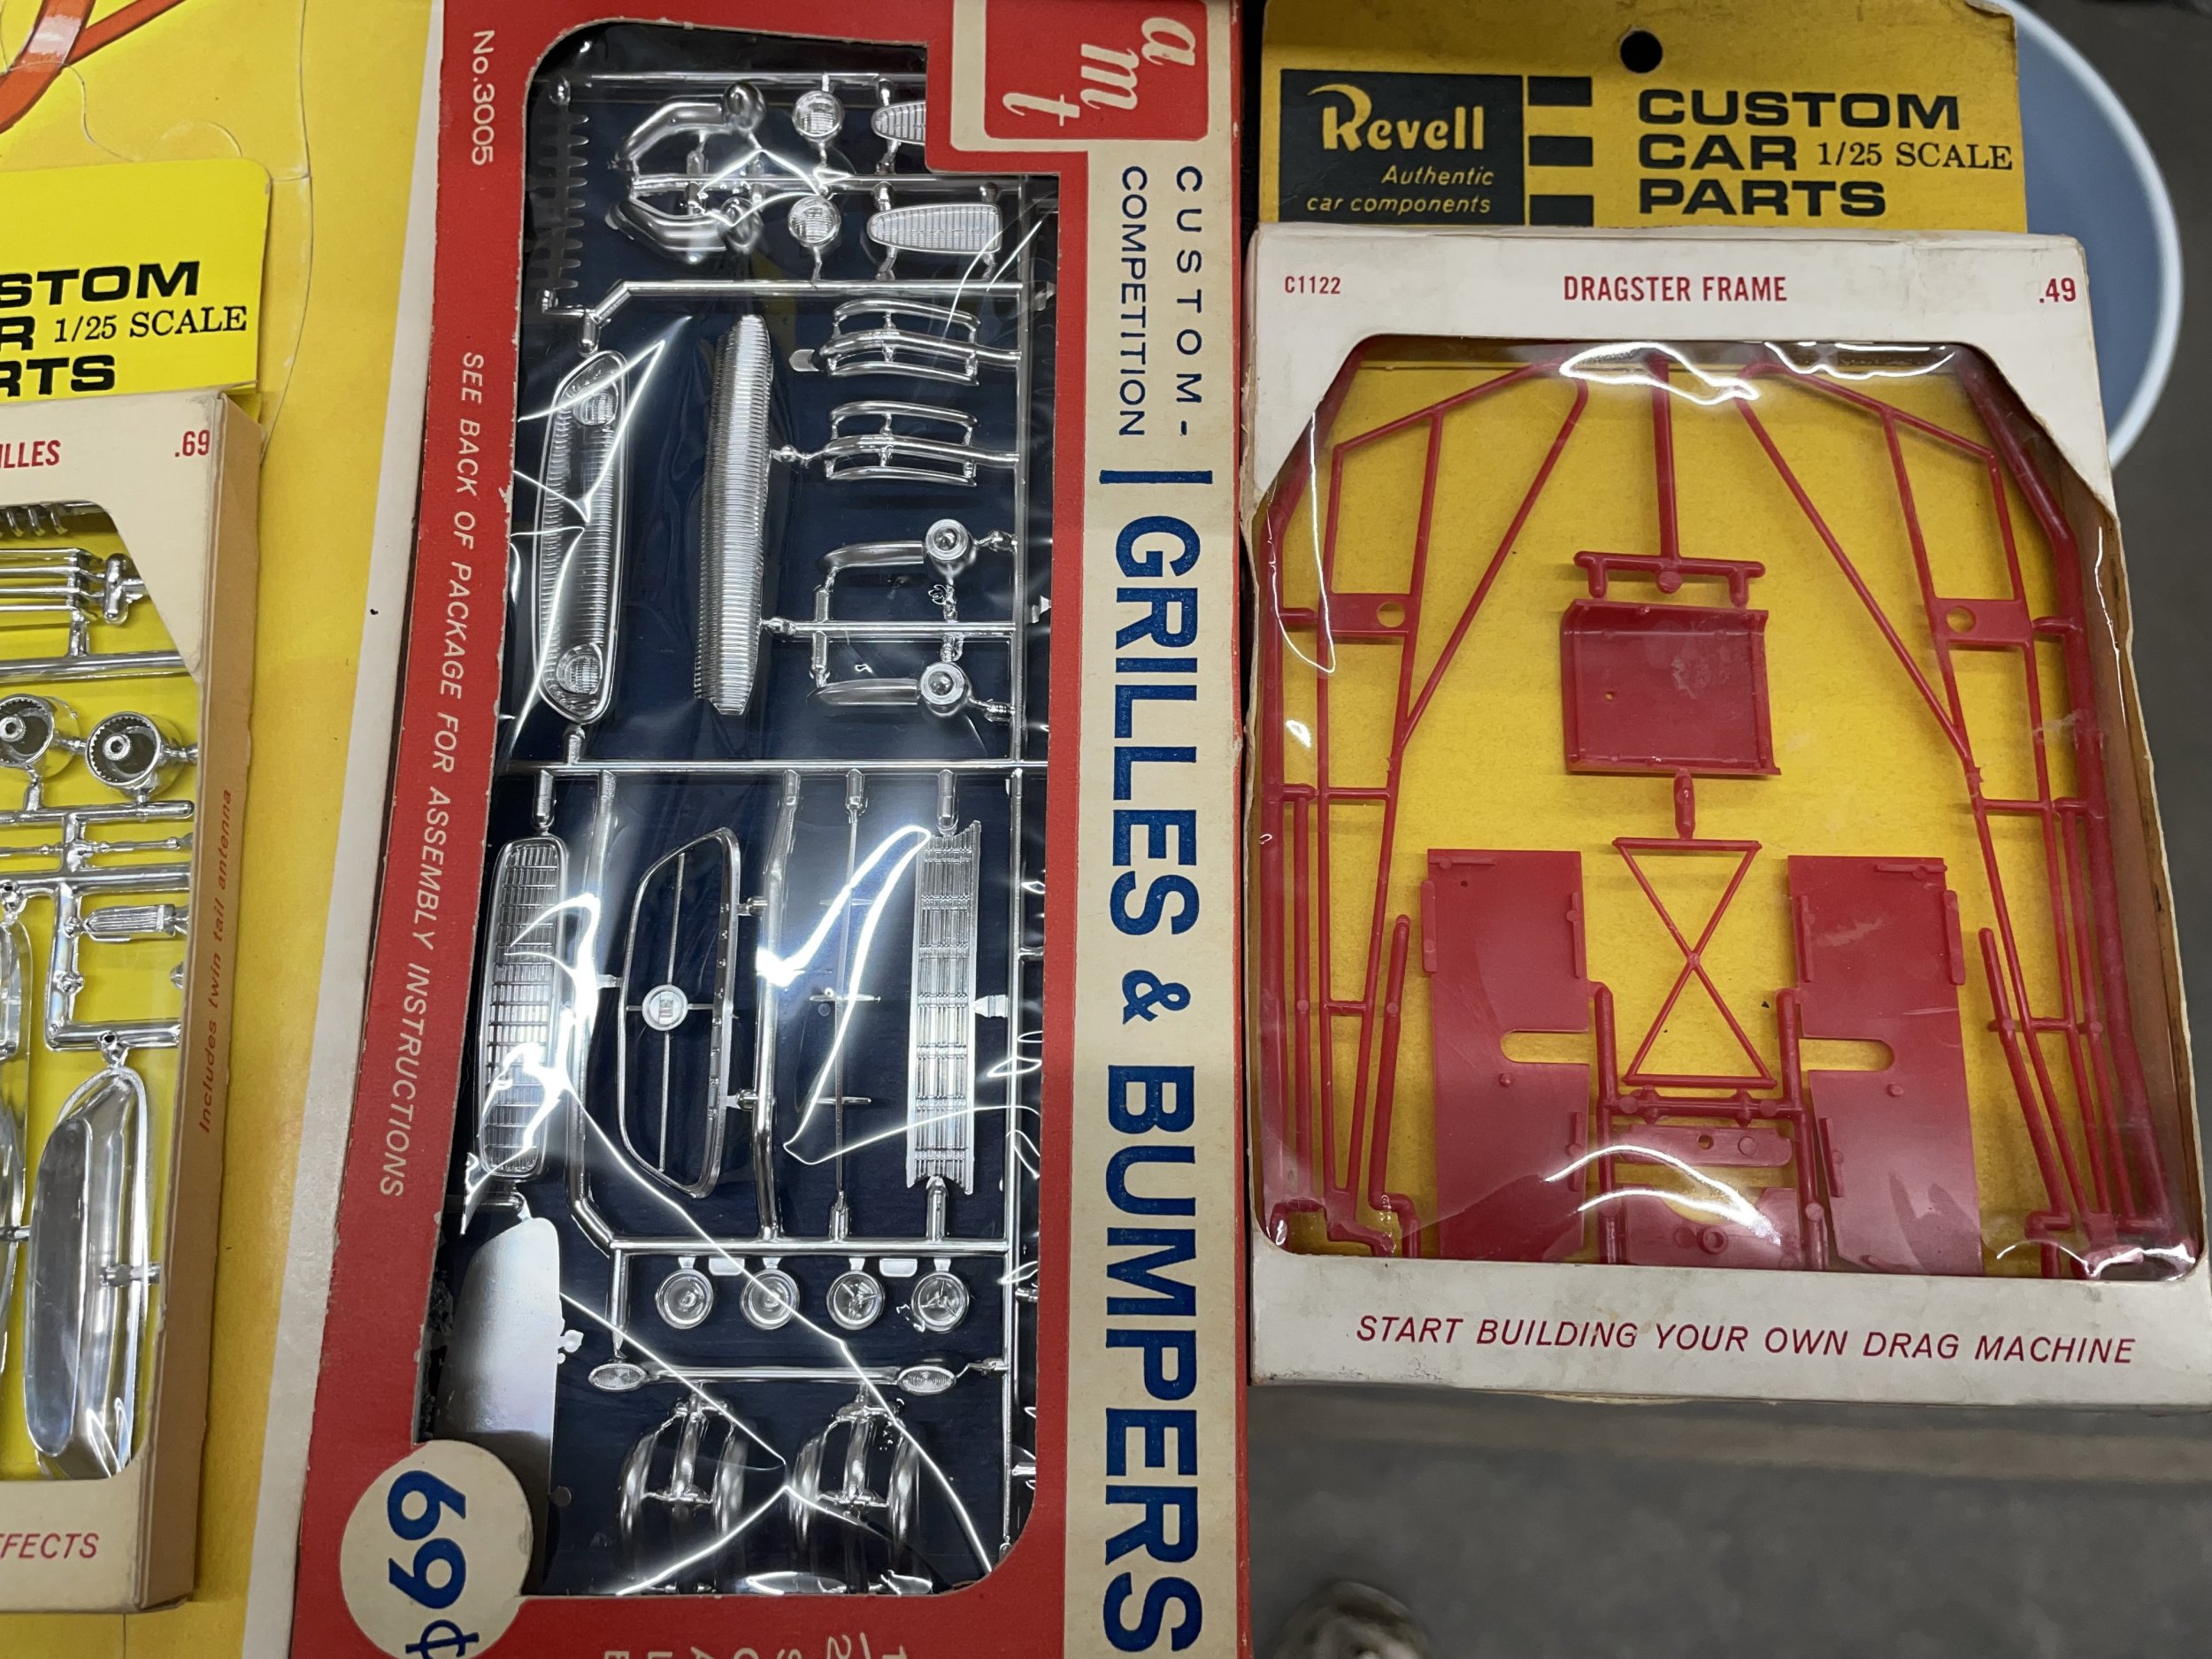 STOM
R 1/25 SCALE
RTS
ILLES .69
Includes twin tail antenna
FFECTS
No.3005
SEE BACK OF PACKAGE FOR ASSEMBLY INSTRUCTIONS
69¢
amt
CUSTOM-
COMPETITION
GRILLES & BUMPERS
Revell
Authentic
car components
CUSTOM
CAR 1/25 SCALE
PARTS
C1122 DRAGSTER FRAME .49
START BUILDING YOUR OWN DRAG MACHINE